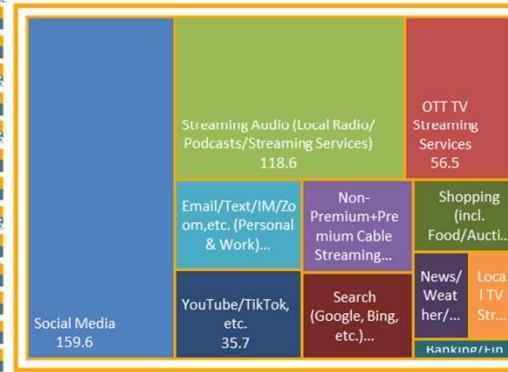 Social Media
159.6
Streaming Audio (Local Radio/
Podcasts/Streaming Services)
118.6
OTT TV
Streaming
Services
56.5
Email/Text/IM/Zo
om,etc. (Personal
& Work)...
Non-
Premium+Pre
mium Cable
Streaming...
Shopping
(incl.
Food/Aucti...
YouTube/TikTok,
etc.
35.7
Search
(Google, Bing,
etc.)...
News/
Weat
her/...
Loca
l TV
Str...
Banking/Fin